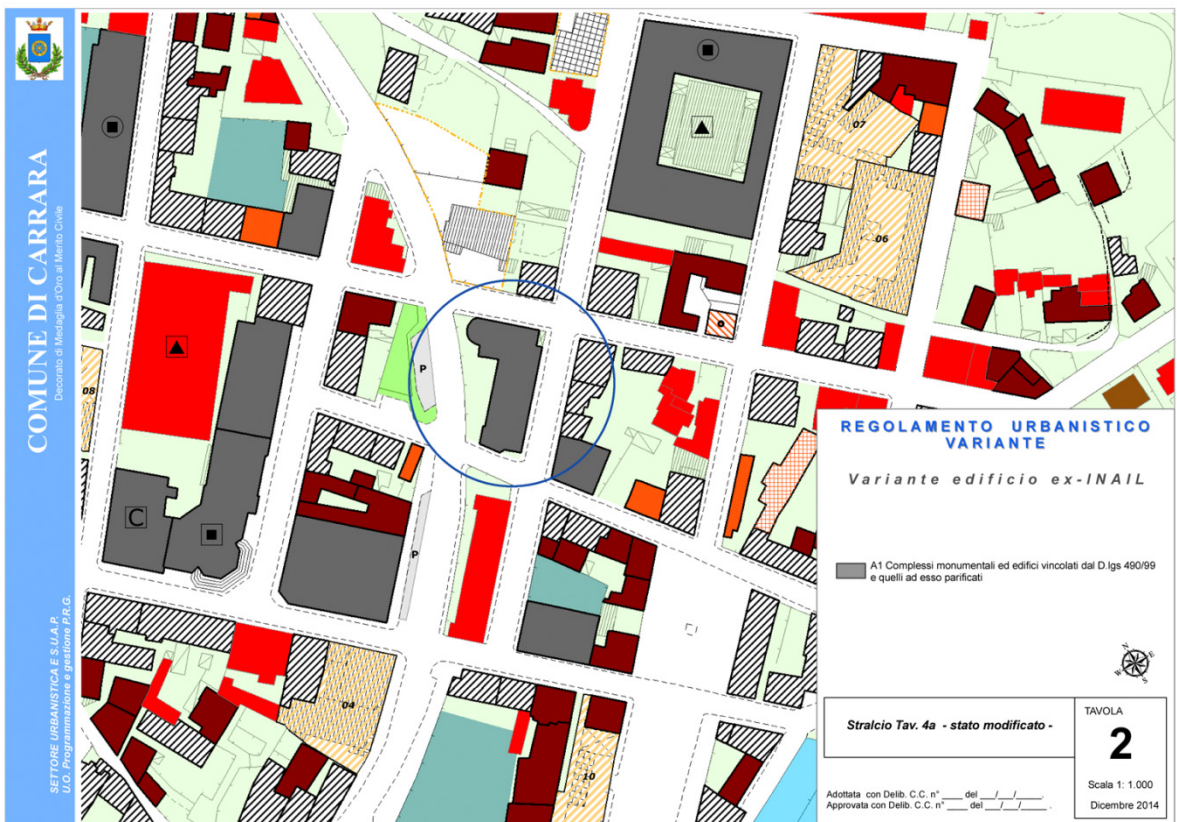 COMUNE DI CARRARA
Decorato di Medaglia d'Oro al Merito Civile
SETTORE URBANISTICA E S.U.A.P.
U.O. Programmazione e gestione P.R.G.
07
06
O
08
P
C
P
04
10
REGOLAMENTO URBANISTICO
VARIANTE
Variante edificio ex-INAIL
A1 Complessi monumentali ed edifici vincolati dal D.lgs 490/99
e quelli ad esso parificati
N
W E
S
Stralcio Tav. 4a - stato modificato -
TAVOLA
2
Scala 1: 1.000
Dicembre 2014
Adottata con Delib. C.C. n° ____ del ___/___/_____.
Approvata con Delib. C.C. n° ____ del ___/___/_____ .